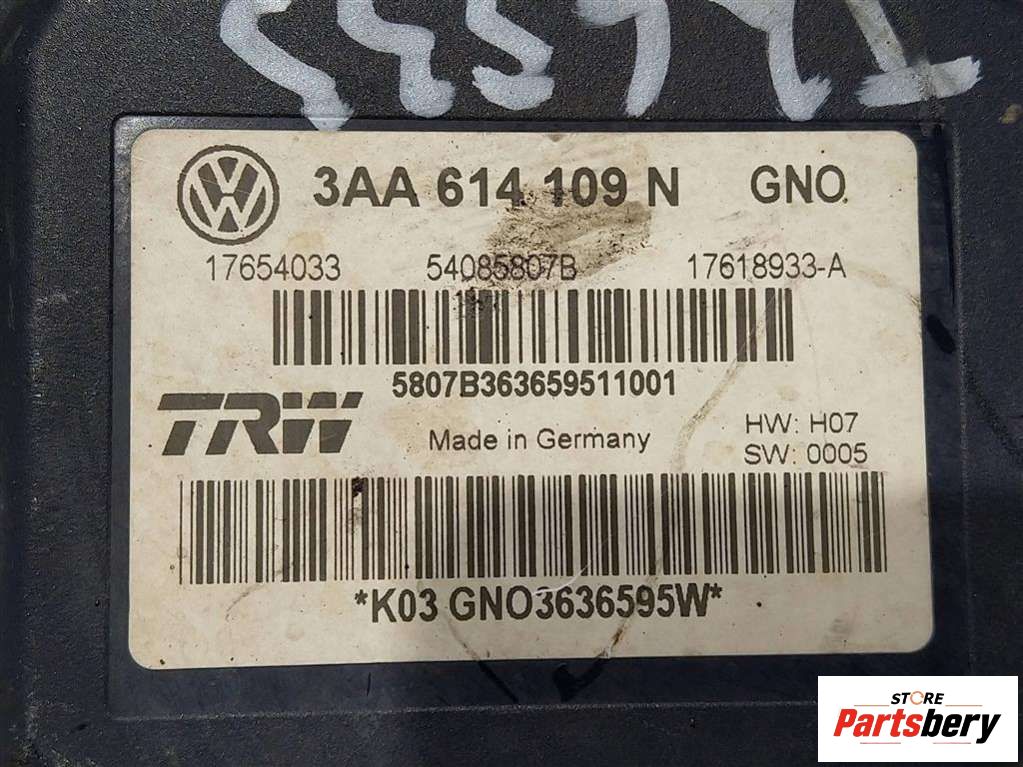 3AA 614 109 N GNO
17654033 54085807B 17618933-A
5807B363659511001
TRW
Made in Germany
HW: H07
SW: 0005
*K03 GNO3636595W*
STORE
Partsbery